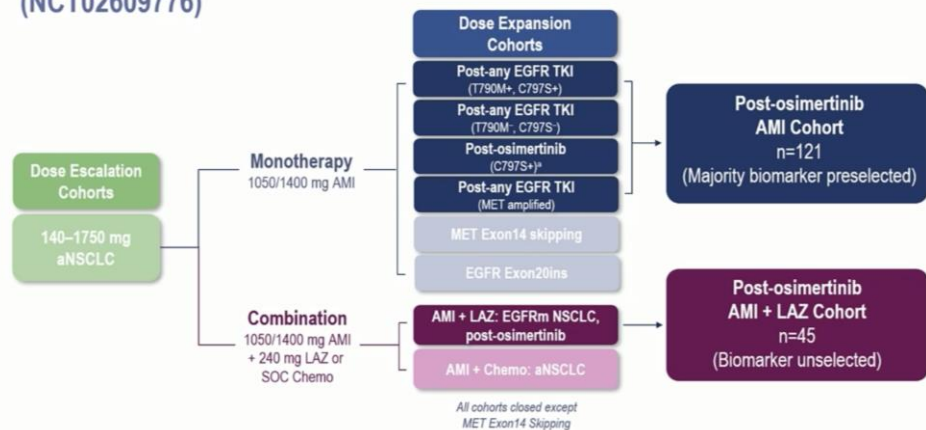 (NCT02609776)
Dose Escalation
Cohorts
140–1750 mg
aNSCLC
Monotherapy
1050/1400 mg AMI
Dose Expansion
Cohorts
Post-any EGFR TKI
(T790M+, C797S+)
Post-any EGFR TKI
(T790M-, C797S-)
Post-osimertinib
(C797S+)ª
Post-any EGFR TKI
(MET amplified)
MET Exon14 skipping
EGFR Exon20ins
Post-osimertinib
AMI Cohort
n=121
(Majority biomarker preselected)
Combination
1050/1400 mg AMI
+ 240 mg LAZ or
SOC Chemo
AMI + LAZ: EGFRm NSCLC,
post-osimertinib
AMI + Chemo: aNSCLC
Post-osimertinib
AMI + LAZ Cohort
n=45
(Biomarker unselected)
All cohorts closed except
MET Exon14 Skipping